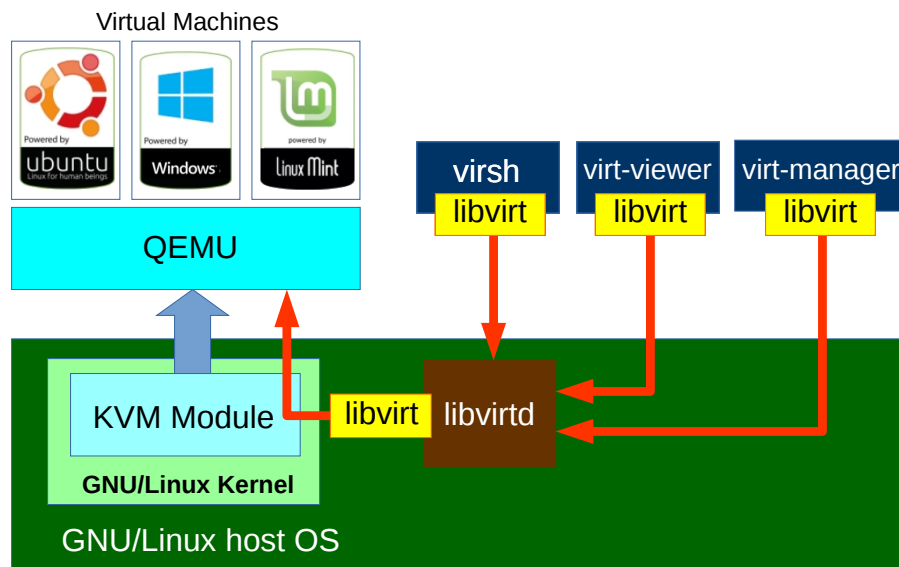 Virtual Machines
Powered by
ubuntu
Linux for human beings
Powered by
Windows
powered by
Linux Mint
virsh
virt-viewer
virt-manager
libvirt
libvirt
libvirt
QEMU
KVM Module
libvirt
libvirtd
GNU/Linux Kernel
GNU/Linux host OS